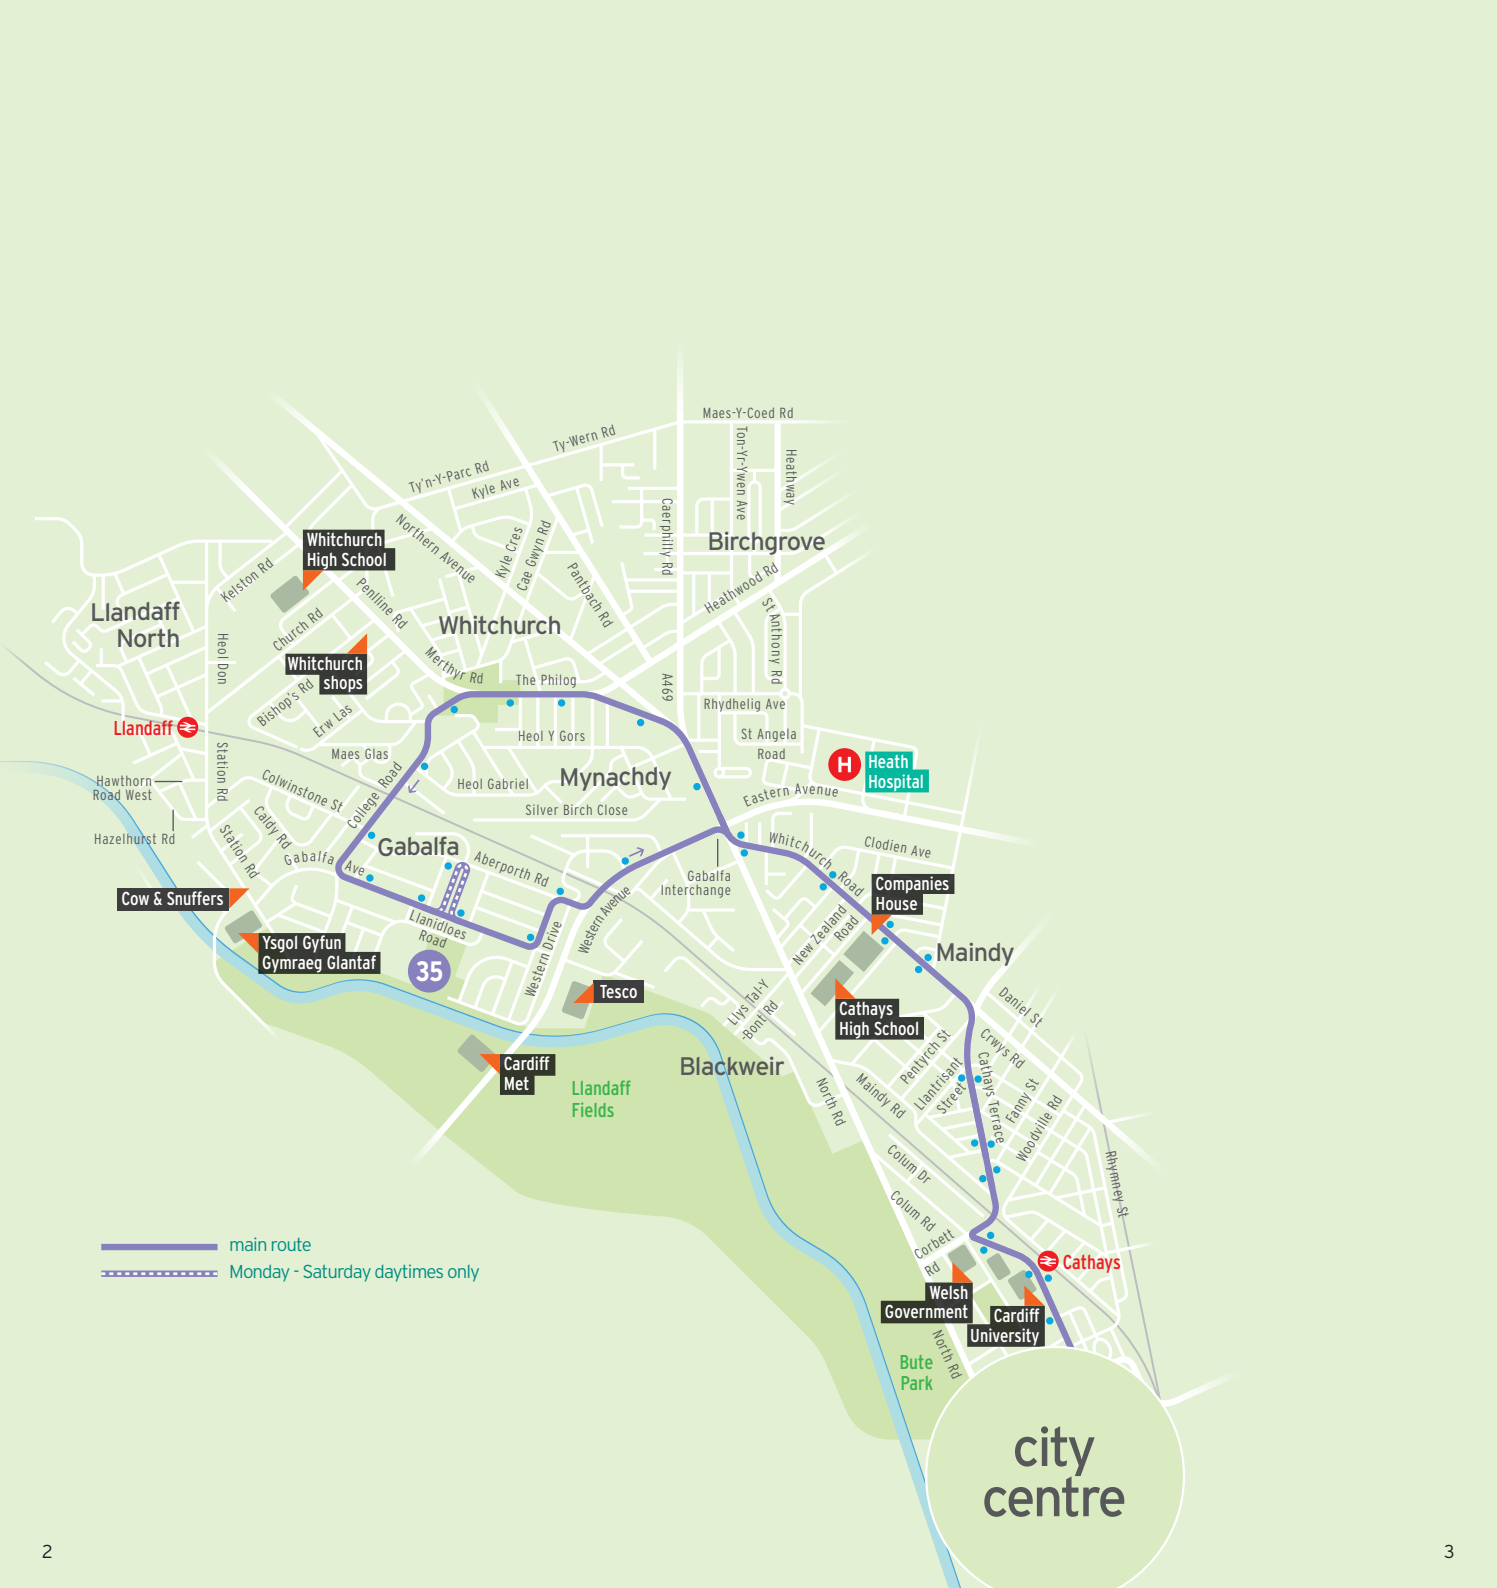 Maes-Y-Coed Rd
Ty-Wern Rd
Ton-Yr-Ywen Ave
Heathway
Ty'n-Y-Parc Rd
Kyle Ave
Northern Avenue
Kyle Cres
Cae Gwyn Rd
Caerphilly Rd
Birchgrove
Whitchurch
High School
Kelston Rd
Penlline Rd
Pantbach Rd
Heathwood Rd
Llandaff
North
Church Rd
Whitchurch
St Anthony Rd
Heol Don
Whitchurch
shops
Merthyr Rd
The Philog
A469
Bishop's Rd
Erw Las
Rhydhelig Ave
Llandaff
Heol Y Gors
St Angela
Road
Maes Glas
Station Rd
Hawthorn
Road West
Colwinstone St
College Road
Heol Gabriel
Mynachdy
H
Heath
Hospital
Eastern Avenue
Silver Birch Close
Hazelhurst Rd
Caldy Rd
Station Rd
Gabalfa Ave
Gabalfa
Aberporth Rd
Gabalfa
Interchange
Whitchurch Road
Clodien Ave
Companies
House
Cow & Snuffers
Llanidloes
Road
Western Avenue
New Zealand
Road
Ysgol Gyfun
Gymraeg Glantaf
35
Western Drive
Maindy
Tesco
Llys Tal-Y
-Bont Rd
Cathays
High School
Daniel St
Cardiff
Met
Blackweir
Llandaff
Fields
Pentyrch St
Crwys Rd
Llantrisant
Street
Cathays Terrace
Fanny St
Woodville Rd
North Rd
Maindy Rd
Colum Dr
Rhymney St
Colum Rd
Corbett
Rd
Cathays
main route
Monday - Saturday daytimes only
Welsh
Government
Cardiff
University
North Rd
Bute
Park
city
centre
2
3